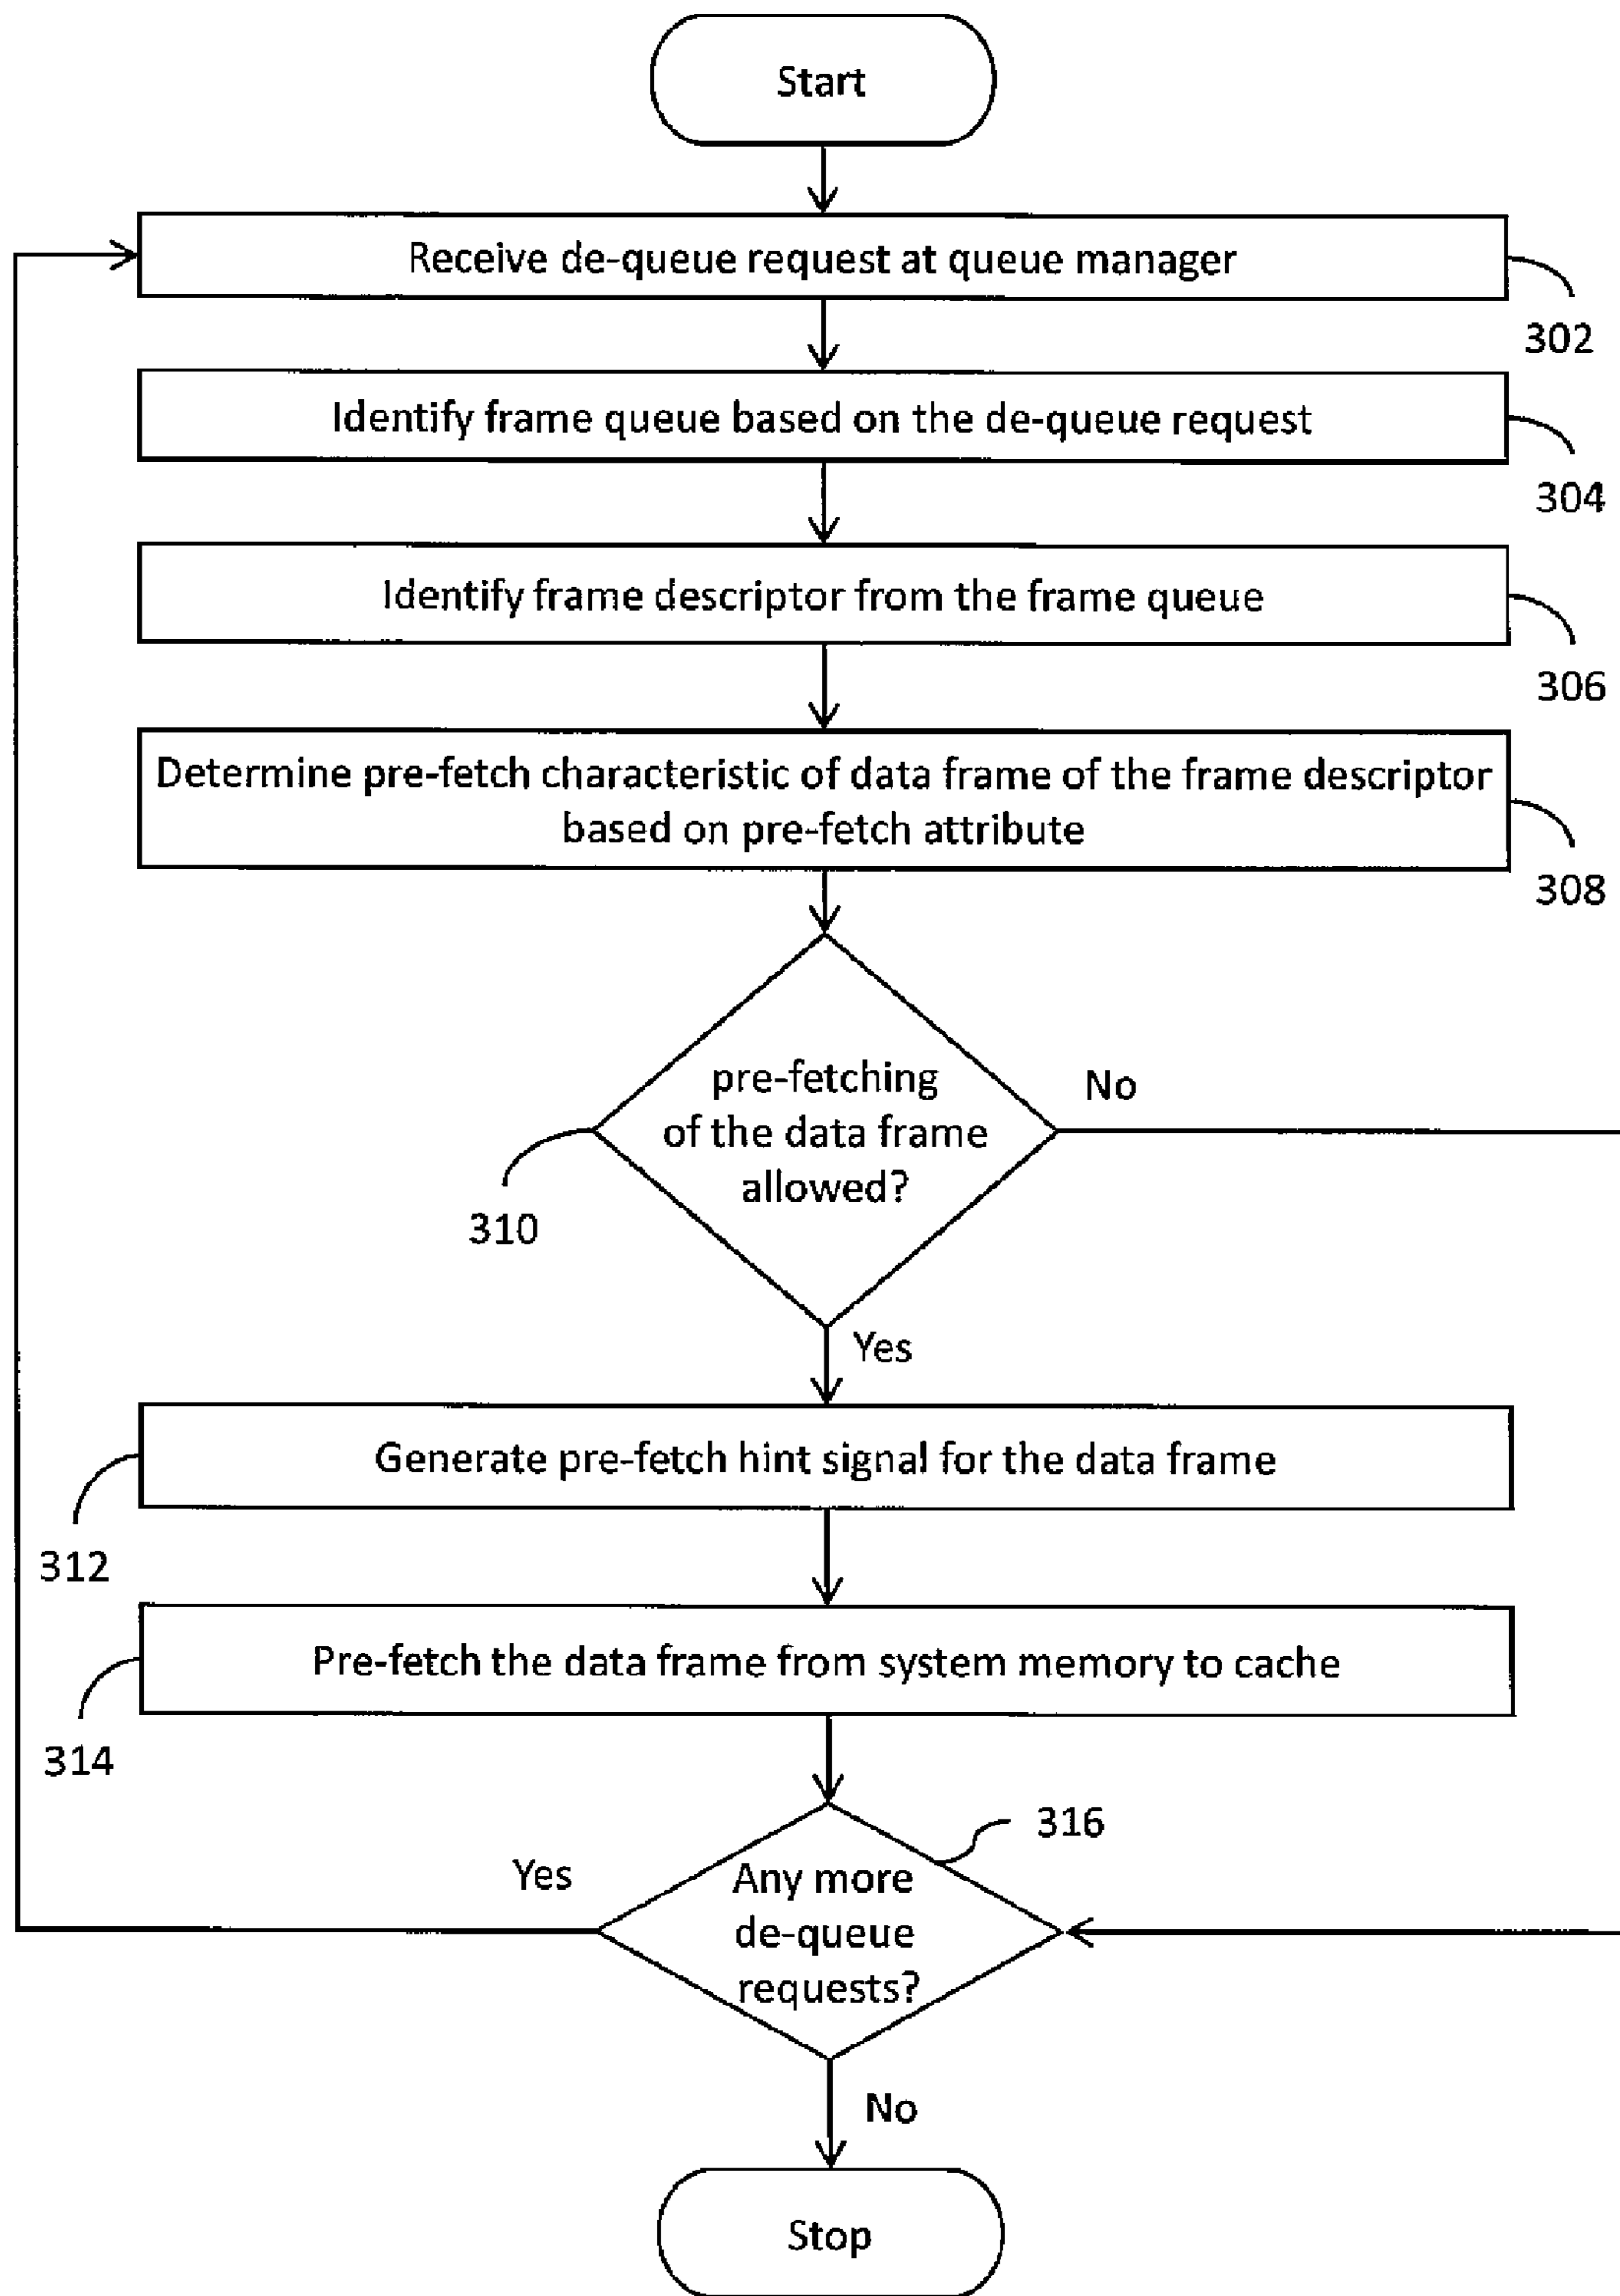 Start
Receive de-queue request at queue manager
302
Identify frame queue based on the de-queue request
304
Identify frame descriptor from the frame queue
306
Determine pre-fetch characteristic of data frame of the frame descriptor
based on pre-fetch attribute
308
pre-fetching
of the data frame
allowed?
No
310
Yes
Generate pre-fetch hint signal for the data frame
312
Pre-fetch the data frame from system memory to cache
314
316
Yes
Any more
de-queue
requests?
No
Stop